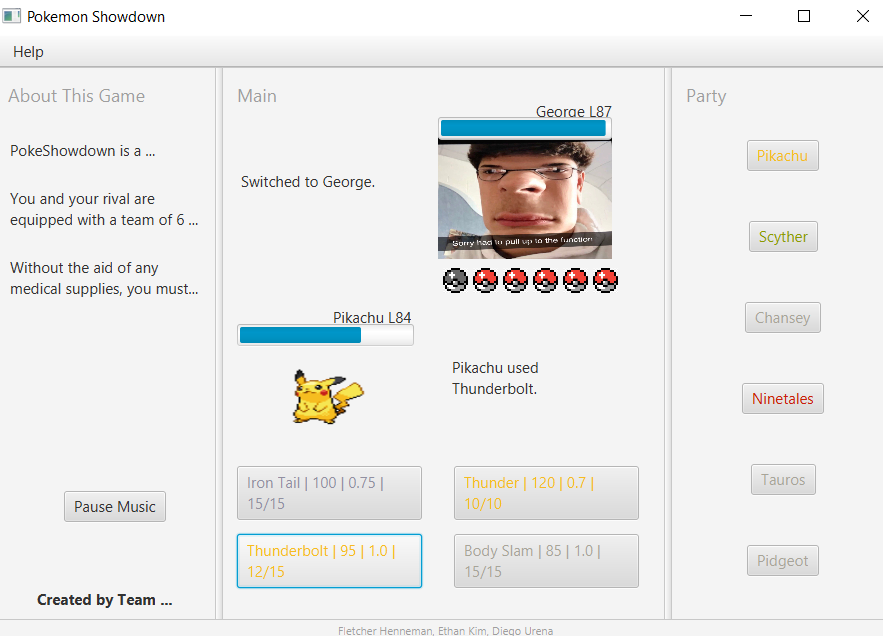 Pokemon Showdown
Help
About This Game
PokeShowdown is a ...
You and your rival are
equipped with a team of 6 ...
Without the aid of any
medical supplies, you must...
Pause Music
Created by Team ...
Main
George L87
Switched to George.
Sorry had to pull up to the function
Pikachu L84
Pikachu used
Thunderbolt.
Iron Tail | 100 | 0.75 |
15/15
Thunder | 120 | 0.7 |
10/10
Thunderbolt | 95 | 1.0 |
12/15
Body Slam | 85 | 1.0 |
15/15
Party
Pikachu
Scyther
Chansey
Ninetales
Tauros
Pidgeot
Fletcher Henneman, Ethan Kim, Diego Urena